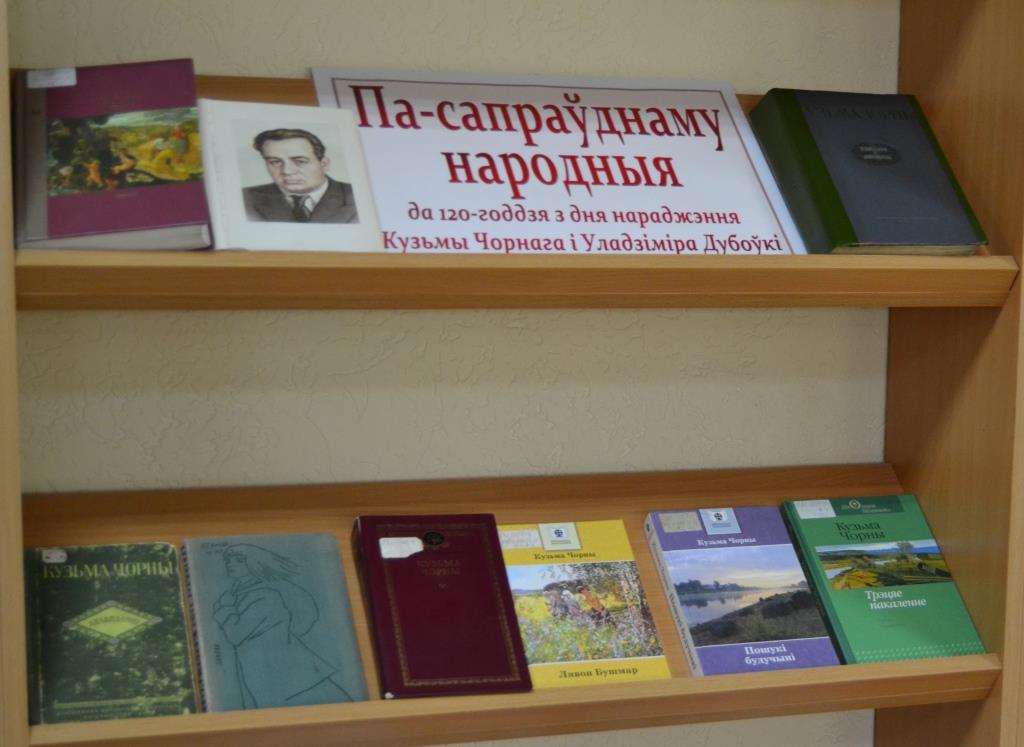 Па-сапраўднаму
народныя
да 120-годдзя з дня нараджэння
Кузьмы Чорнага і Уладзіміра Дубоўкі
КУЗЬМА ЧОРНЫ
КУЗЬМА
ЧОРНЫ
Кузьма Чорны
Лявон Бушмар
Кузьма Чорны
Пошукі
будучыні
Кузьма
Чорны
Трэцяе
пакаленне